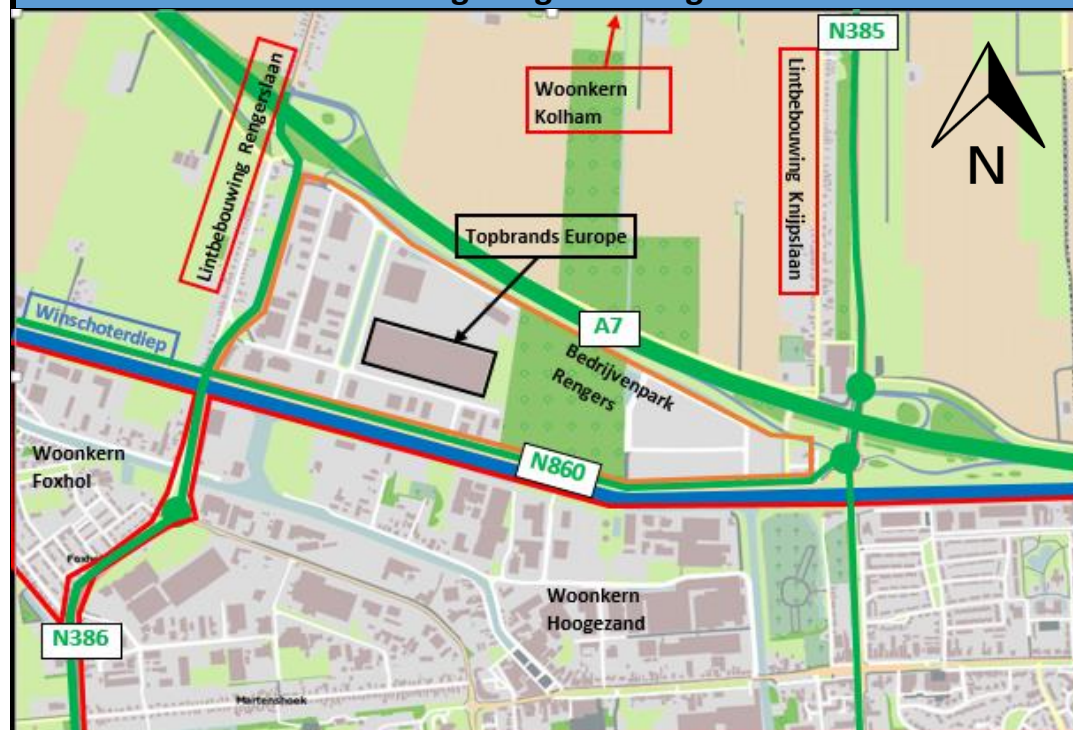 N385
Woonkern
Kolham
Lintbebouwing Rengerslaan
Lintbebouwing Knijpslaan
N
Topbrands Europe
Winschoterdiep
A7
Bedrijvenpark
Rengers
Woonkern
Foxhol
N860
Woonkern
Hoogezand
N386
Martenshoek